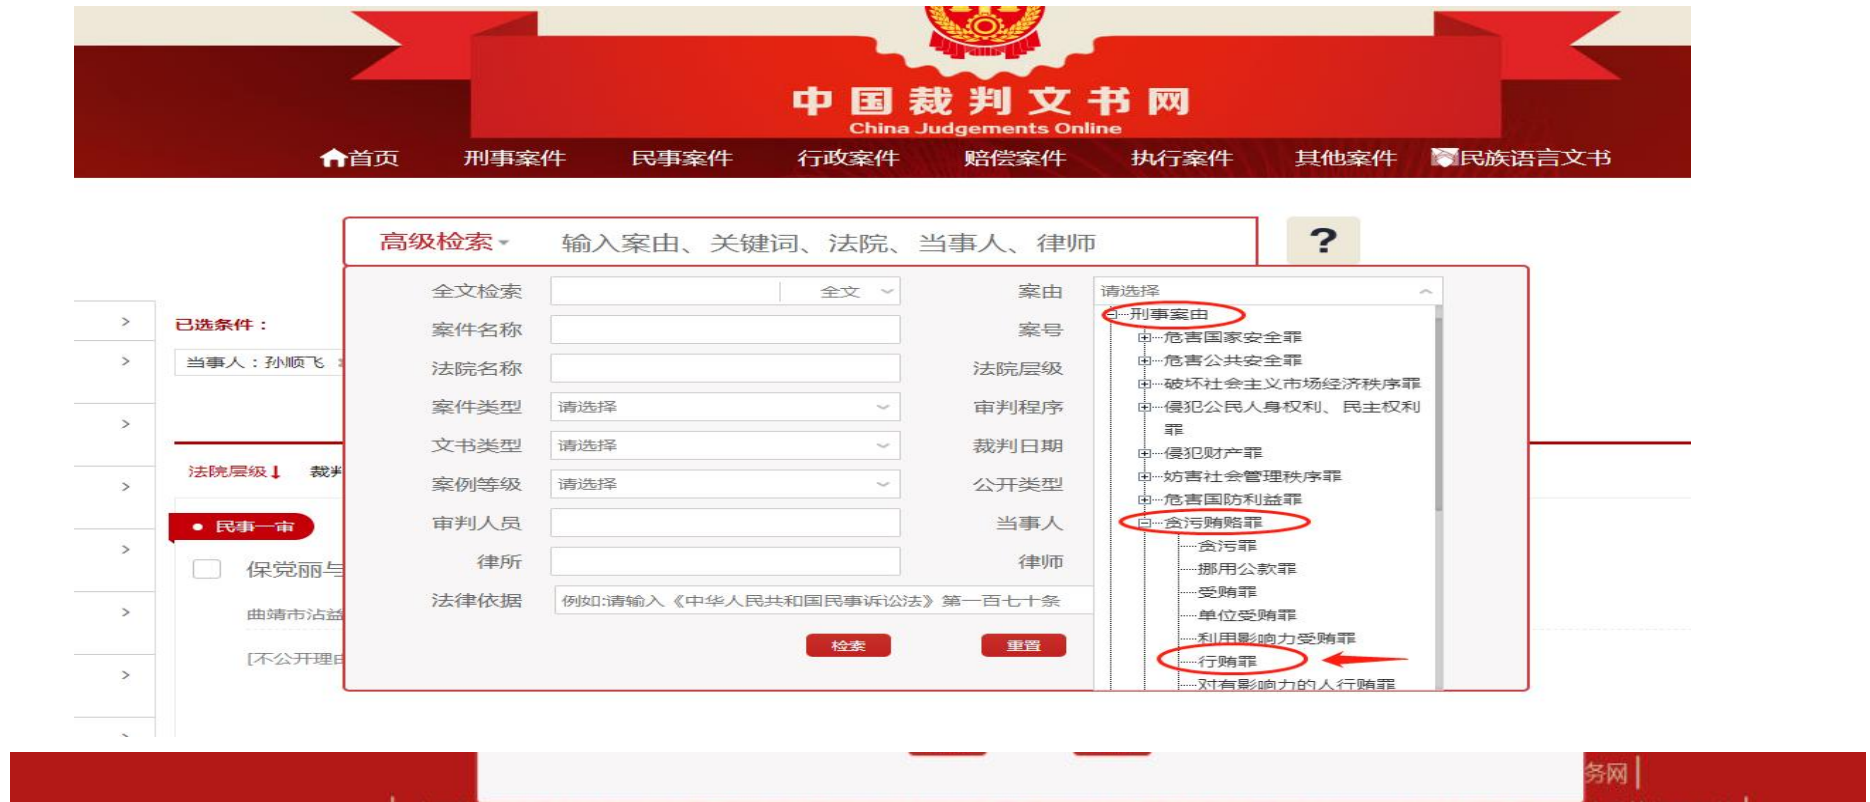 中国裁判文书网
China Judgements Online
首页 刑事案件 民事案件 行政案件 赔偿案件 执行案件 其他案件 民族语言文书
高级检索 输入案由、关键词、法院、当事人、律师 ?
全文检索 全文 案由 请选择
已选条件：
案件名称 案号
当事人：孙顺飞
法院名称 法院层级
案件类型 请选择 审判程序
文书类型 请选择 裁判日期
法院层级 裁判
案例等级 请选择 公开类型
民事一审
审判人员 当事人
保党丽与
律所 律师
曲靖市沾益
法律依据 例如:请输入《中华人民共和国民事诉讼法》第一百七十条
[不公开理由
检索 重置
刑事案由
危害国家安全罪
危害公共安全罪
破坏社会主义市场经济秩序罪
侵犯公民人身权利、民主权利
罪
侵犯财产罪
妨害社会管理秩序罪
危害国防利益罪
贪污贿赂罪
贪污罪
挪用公款罪
受贿罪
单位受贿罪
利用影响力受贿罪
行贿罪
对有影响力的人行贿罪
务网